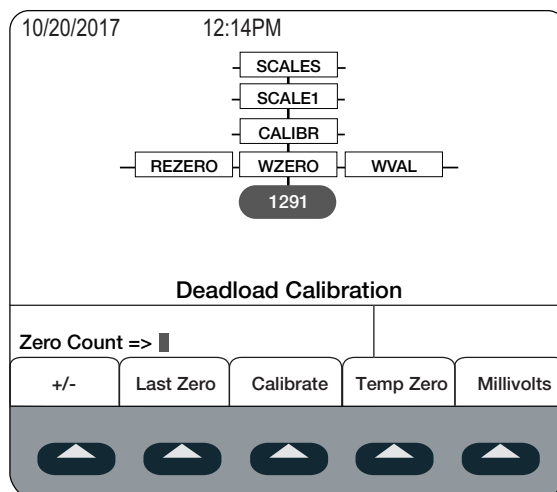 10/20/2017 12:14PM
SCALES
SCALE1
CALIBR
REZERO WZERO WVAL
1291
Deadload Calibration
Zero Count =>
+/- Last Zero Calibrate Temp Zero Millivolts